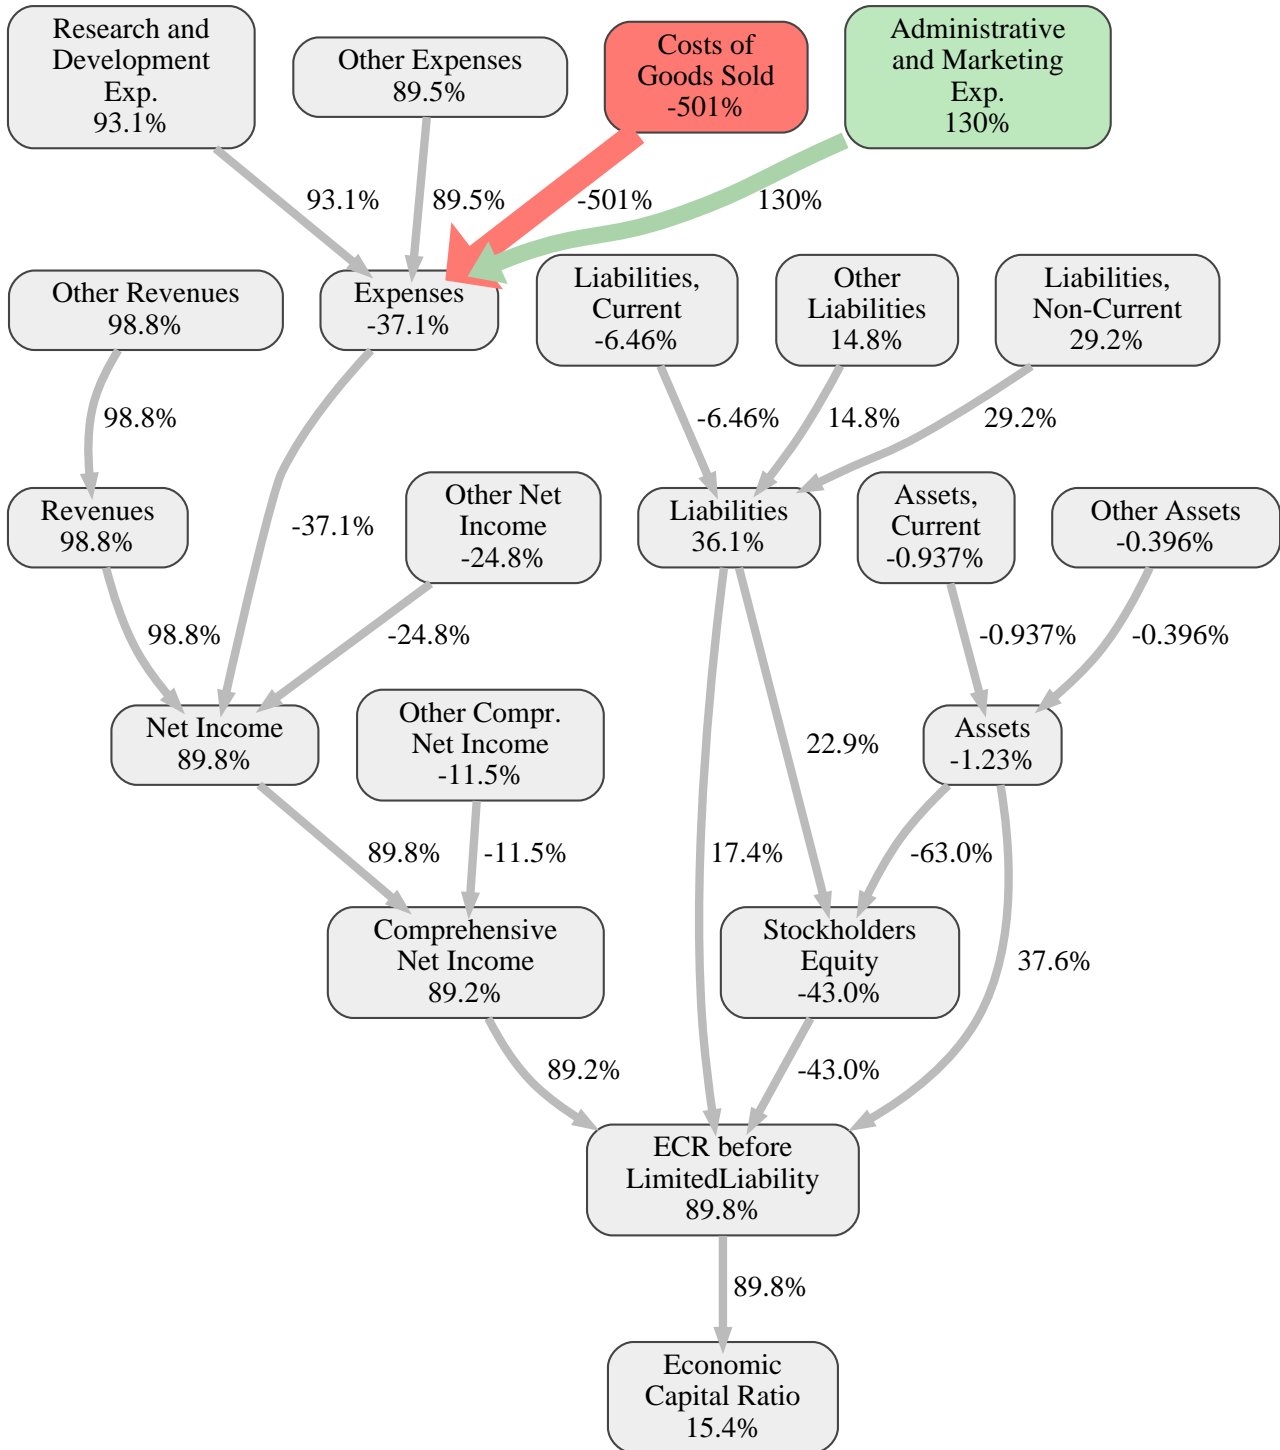 Research and
Development
Exp.
93.1%
Other Expenses
89.5%
Costs of
Goods Sold
-501%
Administrative
and Marketing
Exp.
130%
93.1%
89.5%
-501%
130%
Other Revenues
98.8%
Expenses
-37.1%
Liabilities,
Current
-6.46%
Other
Liabilities
14.8%
Liabilities,
Non-Current
29.2%
98.8%
-6.46%
14.8%
29.2%
Revenues
98.8%
-37.1%
Other Net
Income
-24.8%
Liabilities
36.1%
Assets,
Current
-0.937%
Other Assets
-0.396%
98.8%
-24.8%
-0.937%
-0.396%
Net Income
89.8%
Other Compr.
Net Income
-11.5%
22.9%
Assets
-1.23%
89.8%
-11.5%
17.4%
-63.0%
Comprehensive
Net Income
89.2%
Stockholders
Equity
-43.0%
37.6%
89.2%
-43.0%
ECR before
LimitedLiability
89.8%
89.8%
Economic
Capital Ratio
15.4%